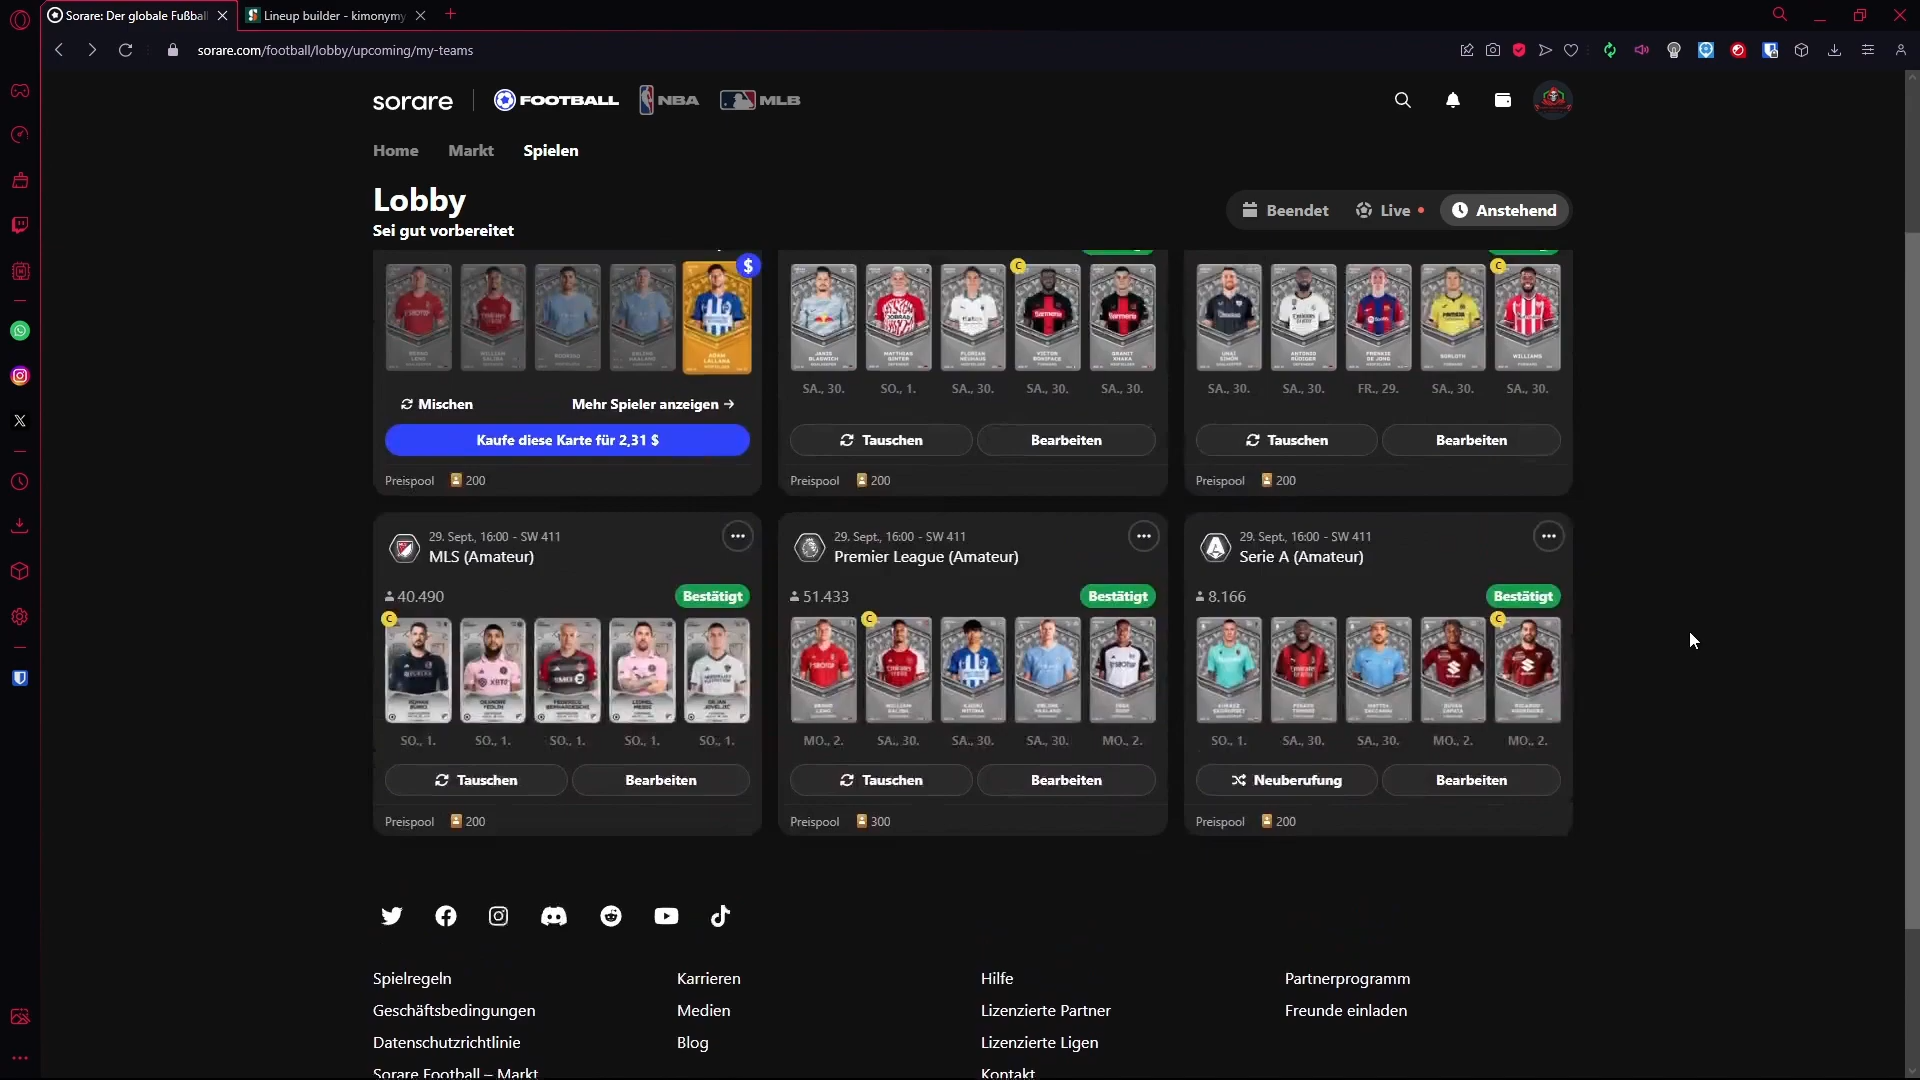 Sorare: Der globale Fußball
Lineup builder - kimonymy
sorare.com/football/lobby/upcoming/my-teams
sorare
FOOTBALL
NBA
MLB
Home
Markt
Spielen
Lobby
Sei gut vorbereitet
Beendet
Live
Anstehend
$
C
C
SA., 30.
SO., 1.
SA., 30.
SA., 30.
SA., 30.
SA., 30.
SA., 30.
FR., 29.
SA., 30.
SA., 30.
Mischen
Mehr Spieler anzeigen →
Kaufe diese Karte für 2,31 $
Tauschen
Bearbeiten
Tauschen
Bearbeiten
Preispool
200
Preispool
200
Preispool
200
29. Sept., 16:00 - SW 411
MLS (Amateur)
40.490
Bestätigt
C
SO., 1.
SO., 1.
SO., 1.
SO., 1.
SO., 1.
Tauschen
Bearbeiten
Preispool
200
29. Sept., 16:00 - SW 411
Premier League (Amateur)
51.433
Bestätigt
C
MO., 2.
SA., 30.
SA., 30.
SA., 30.
MO., 2.
Tauschen
Bearbeiten
Preispool
300
29. Sept., 16:00 - SW 411
Serie A (Amateur)
8.166
Bestätigt
C
SO., 1.
SA., 30.
SA., 30.
MO., 2.
MO., 2.
Neuberufung
Bearbeiten
Preispool
200
Spielregeln
Karrieren
Hilfe
Partnerprogramm
Geschäftsbedingungen
Medien
Lizenzierte Partner
Freunde einladen
Datenschutzrichtlinie
Blog
Lizenzierte Ligen
Sorare Football – Markt
Kontakt